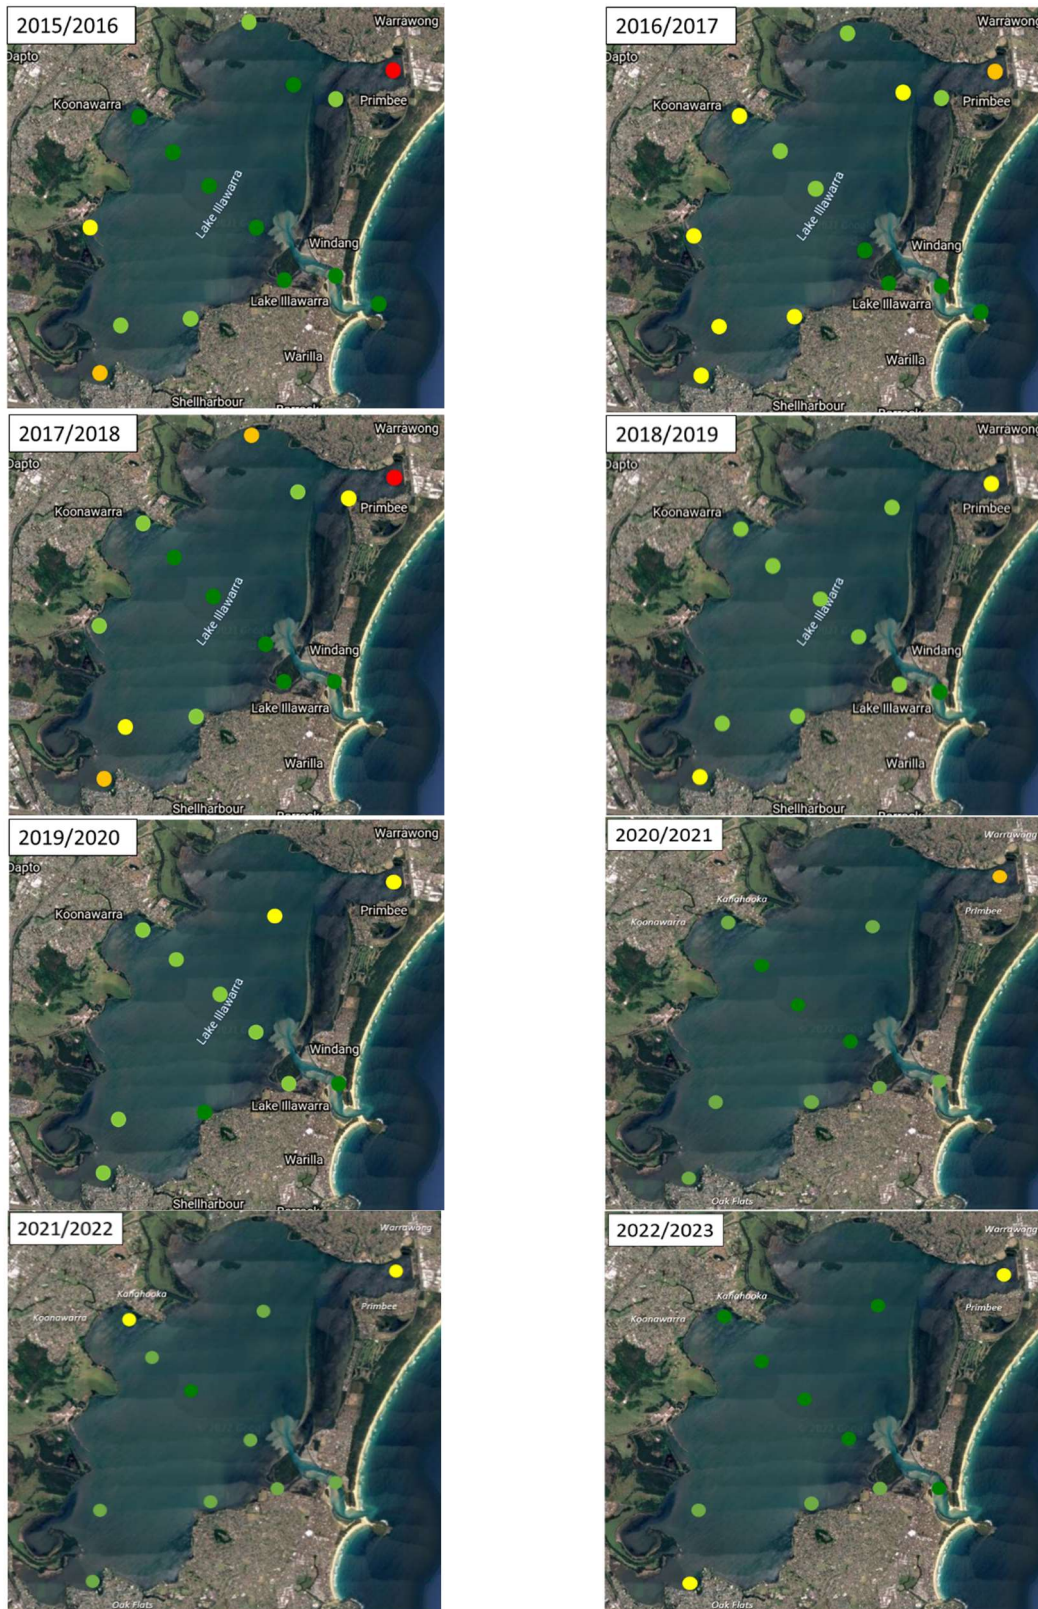 2015/2016
Warrawong
Dapto
Koonawarra
Primbee
Lake Illawarra
Windang
Lake Illawarra
Warilla
Shellharbour
2016/2017
Warrawong
Dapto
Koonawarra
Primbee
Lake Illawarra
Windang
Lake Illawarra
Warilla
Shellharbour
2017/2018
Warrawong
Dapto
Koonawarra
Primbee
Lake Illawarra
Windang
Lake Illawarra
Warilla
Shellharbour
2018/2019
Warrawong
Dapto
Koonawarra
Primbee
Lake Illawarra
Windang
Lake Illawarra
Warilla
Shellharbour
2019/2020
Warrawong
Dapto
Koonawarra
Primbee
Lake Illawarra
Windang
Lake Illawarra
Warilla
Shellharbour
2020/2021
Warrawong
Kanahooka
Koonawarra
Primbee
Oak Flats
2021/2022
Warrawong
Kanahooka
Koonawarra
Primbee
Oak Flats
2022/2023
Warrawong
Kanahooka
Koonawarra
Primbee
Oak Flats